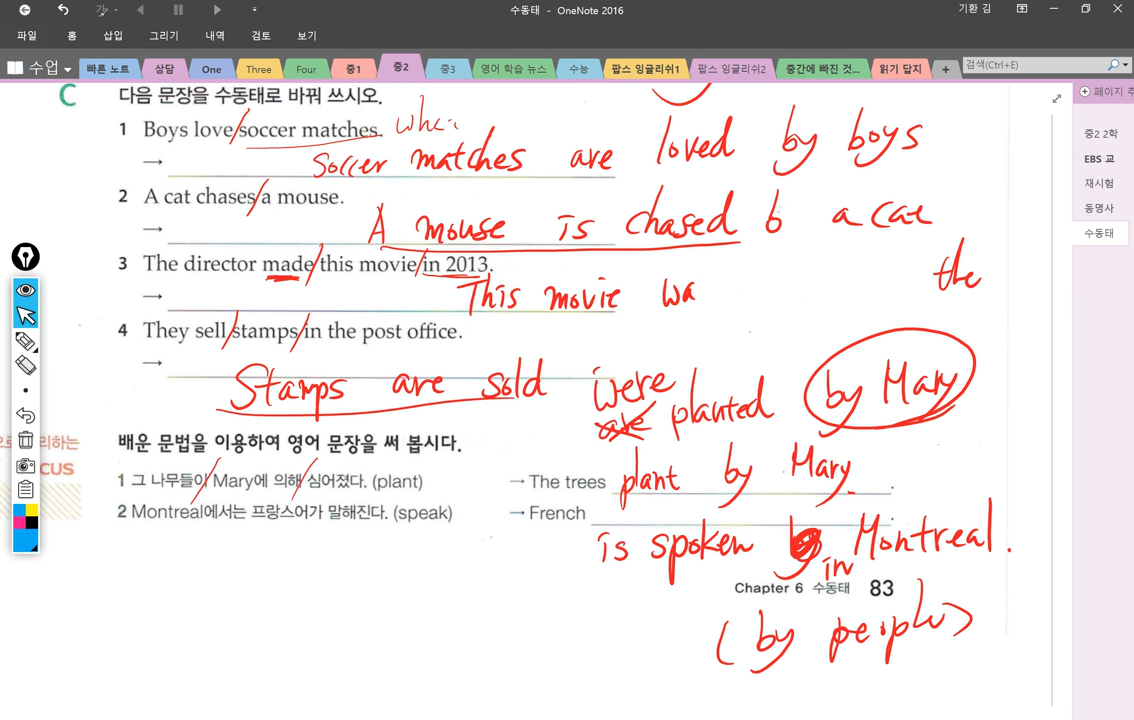 수동태 - OneNote 2016
기환 김
파일 홈 삽입 그리기 내역 검토 보기
수업 빠른 노트 상담 One Three Four 중1 중2 중3 영어 학습 뉴스 수능 팝스 잉글리쉬1 팝스 잉글리쉬2 중간에 빠진 것... 읽기 답지 + 검색(Ctrl+E)
페이지 추
중2 2학
EBS 교
재시험
동명사
수동태
C 다음 문장을 수동태로 바꿔 쓰시오.
1 Boys love/soccer matches.
→ Soccer matches are loved by boys
2 A cat chases/a mouse.
→ A mouse is chased b a cat
3 The director made/this movie/in 2013. the
→ This movie wa
4 They sell/stamps/in the post office.
→ Stamps are sold
were
are planted by Mary
배운 문법을 이용하여 영어 문장을 써 봅시다.
CUS
1 그 나무들이/Mary에 의해/심어졌다. (plant) → The trees plant by Mary.
2 Montreal에서는 프랑스어가 말해진다. (speak) → French
is spoken in Montreal.
Chapter 6 수동태 83
(by people)